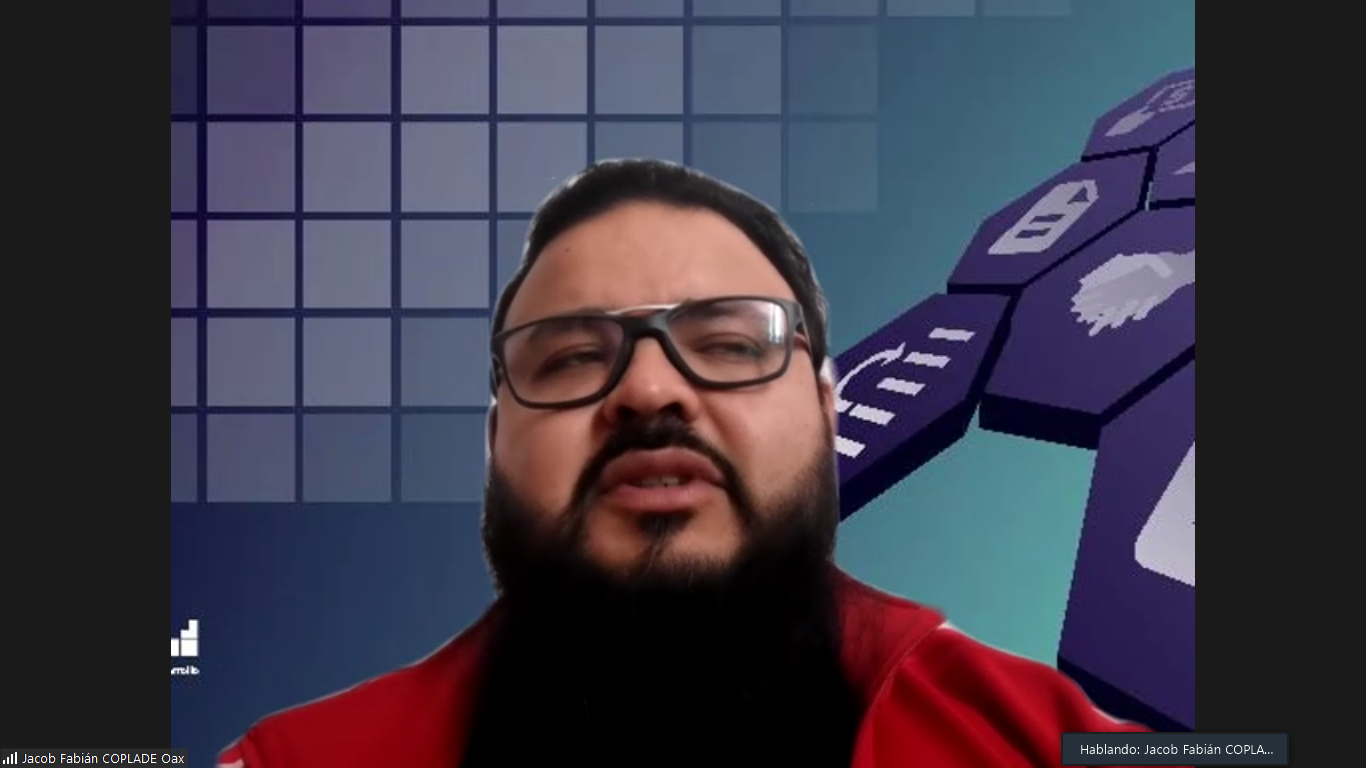 Jacob Fabián COPLADE Oax
Hablando: Jacob Fabián COPLA...